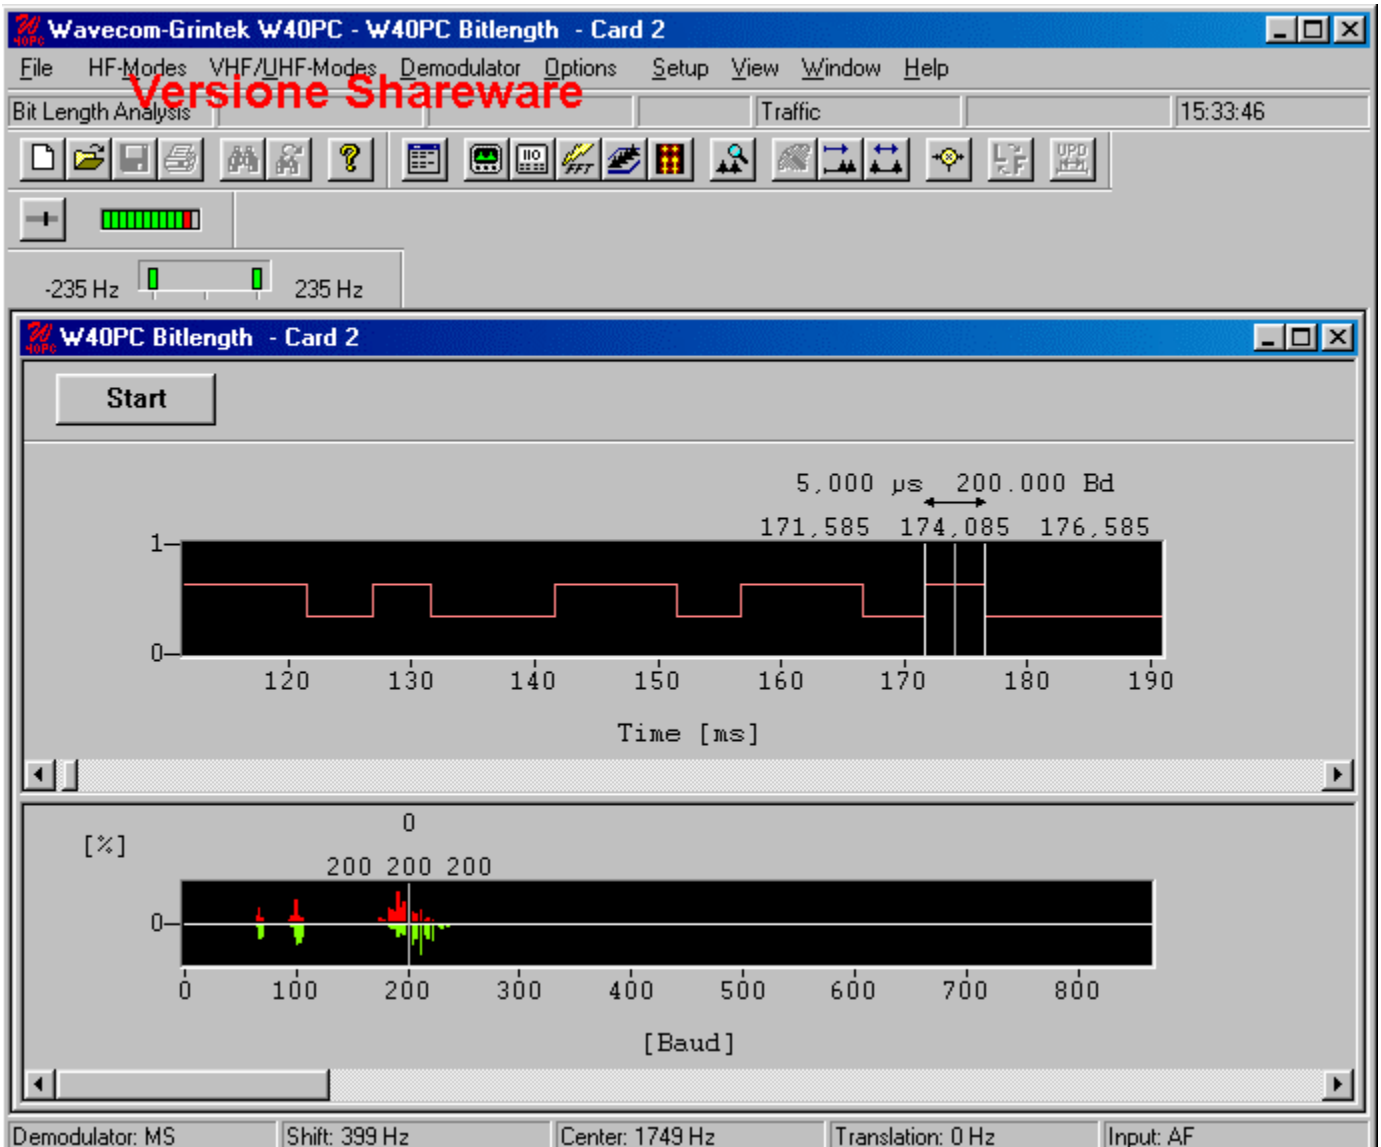 Wavecom-Grintek W40PC - W40PC Bitlength - Card 2
File HF-Modes VHF/UHF-Modes Demodulator Options Setup View Window Help
Versione Shareware
Bit Length Analysis Traffic 15:33:46
-235 Hz 235 Hz
W40PC Bitlength - Card 2
Start
5,000 µs 200.000 Bd
171,585 174,085 176,585
1
0
120 130 140 150 160 170 180 190
Time [ms]
0
[%]
200 200 200
0
0 100 200 300 400 500 600 700 800
[Baud]
Demodulator: MS Shift: 399 Hz Center: 1749 Hz Translation: 0 Hz Input: AF